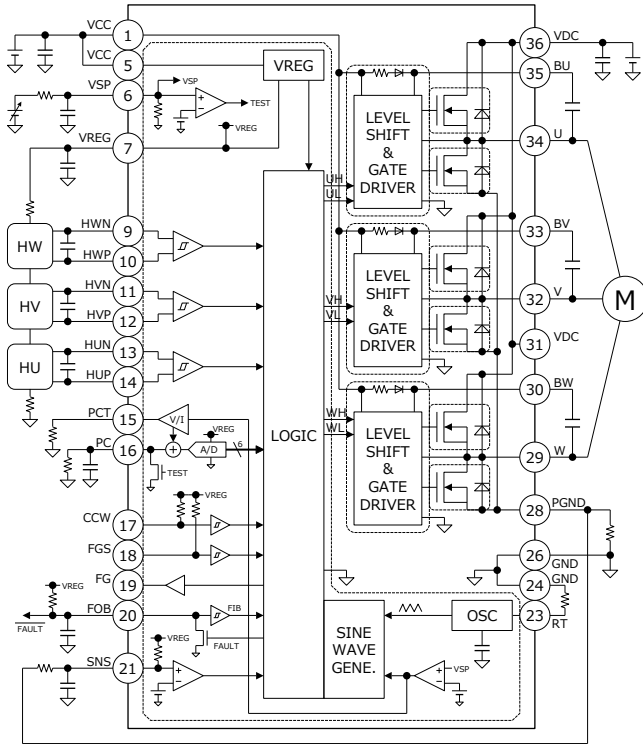 VCC 1
VCC 5
VSP 6
VREG 7
HWN 9
HWP 10
HVN 11
HVP 12
HUN 13
HUP 14
PCT 15
PC 16
CCW 17
FGS 18
FG 19
FOB 20
SNS 21
HW
HV
HU
VREG
FAULT
VREG
VSP
TEST
VREG
V/I
VREG
A/D
6
TEST
VREG
FIB
FAULT
VREG
LOGIC
UH
UL
VH
VL
WH
WL
LEVEL
SHIFT
&
GATE
DRIVER
LEVEL
SHIFT
&
GATE
DRIVER
LEVEL
SHIFT
&
GATE
DRIVER
SINE
WAVE
GENE.
OSC
VSP
36 VDC
35 BU
34 U
33 BV
32 V
31 VDC
30 BW
29 W
28 PGND
26 GND
24 GND
23 RT
M